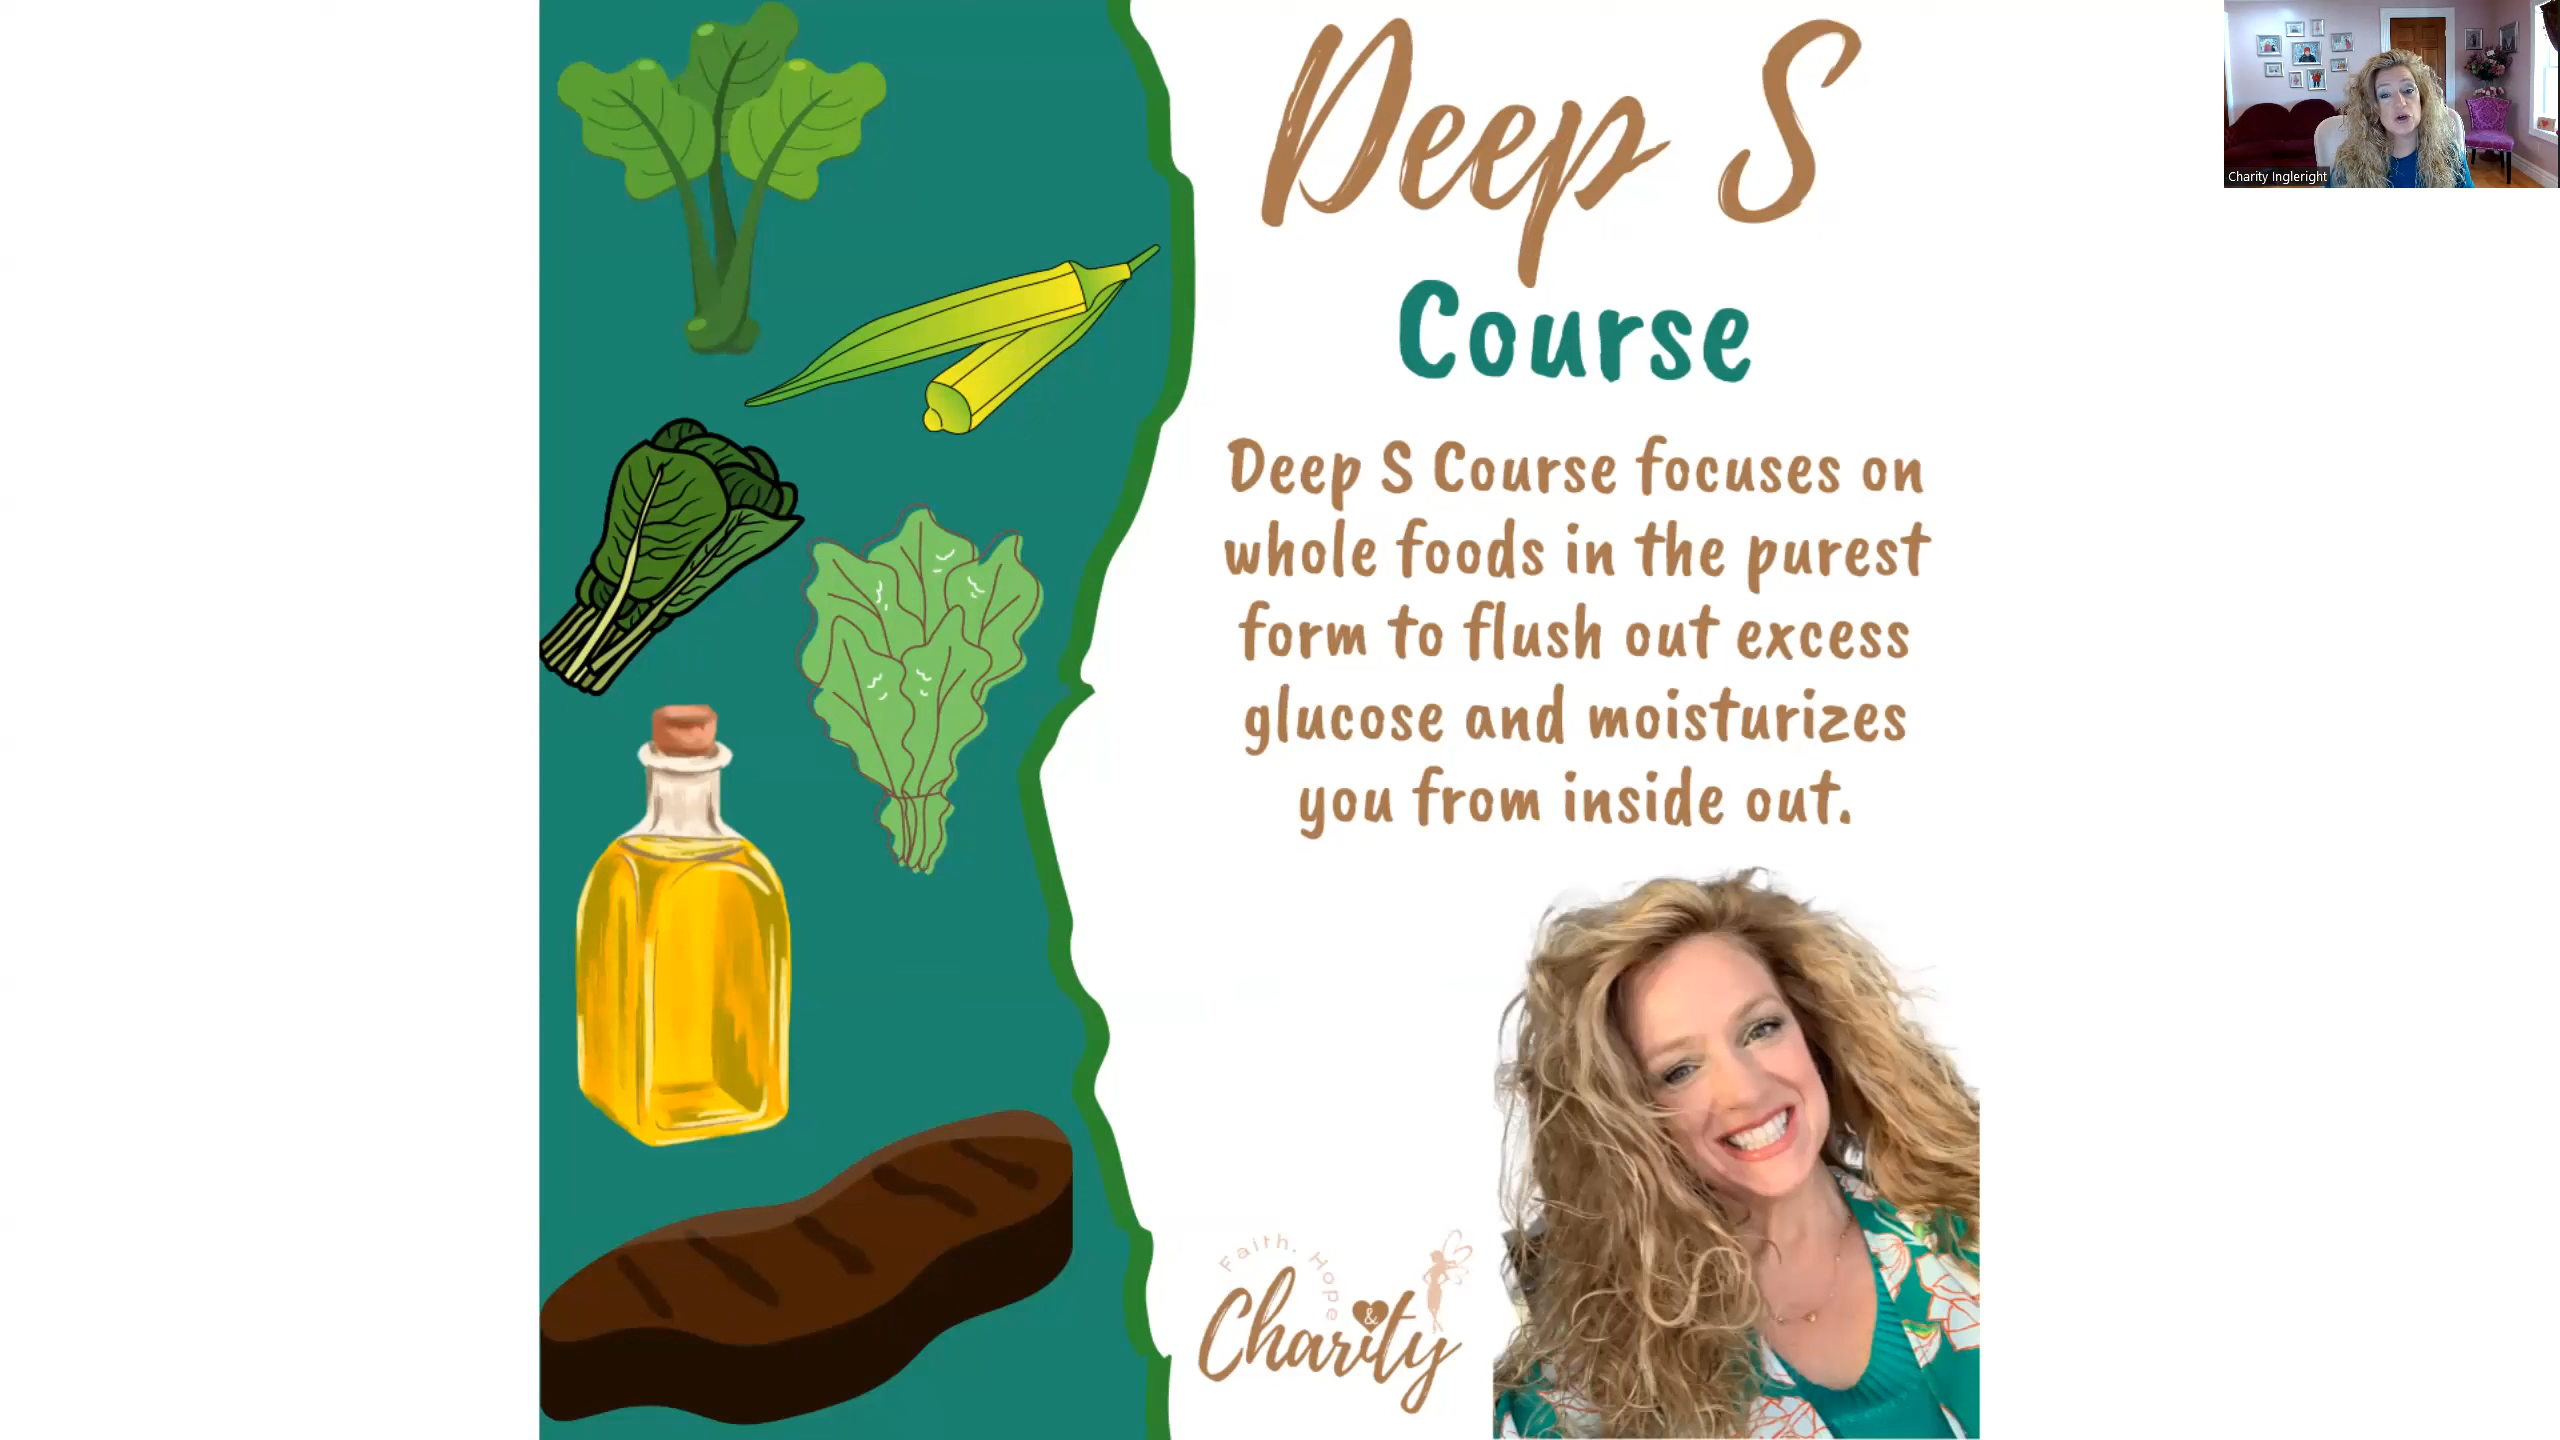 Deep S
Course
Deep S Course focuses on
whole foods in the purest
form to flush out excess
glucose and moisturizes
you from inside out.
Faith, Hope
&
Charity
Charity Ingleright